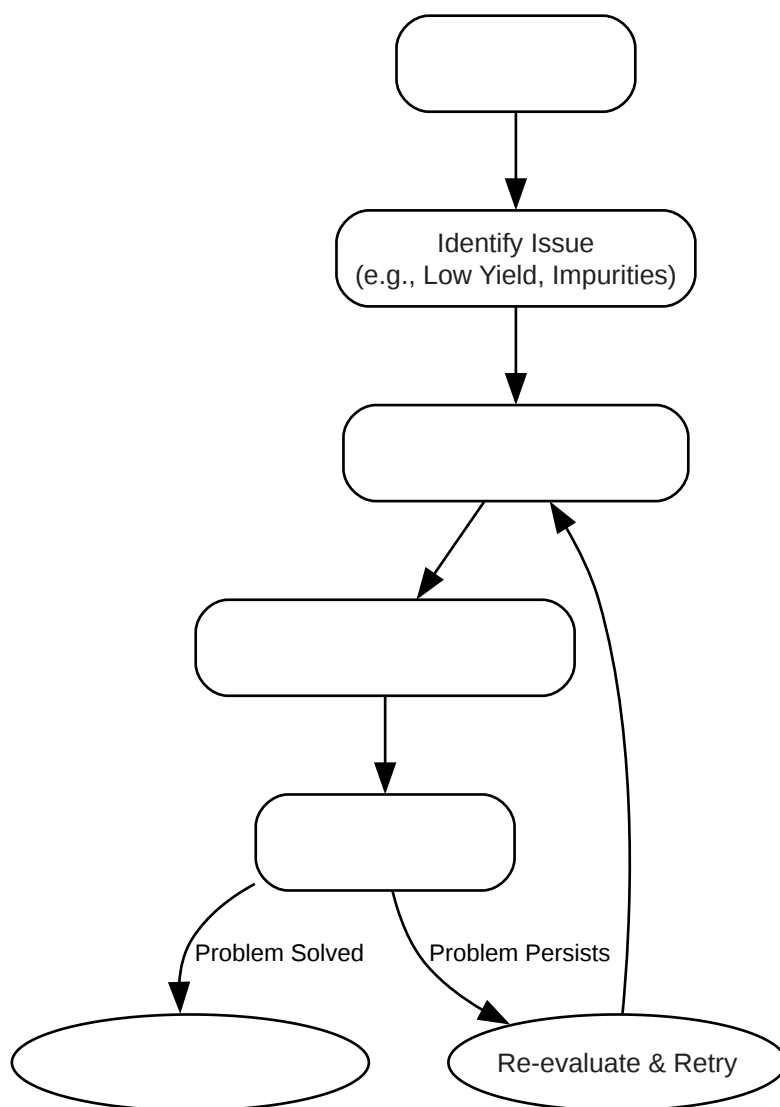 Identify Issue
(e.g., Low Yield, Impurities)
Problem Solved
Problem Persists
Re-evaluate & Retry